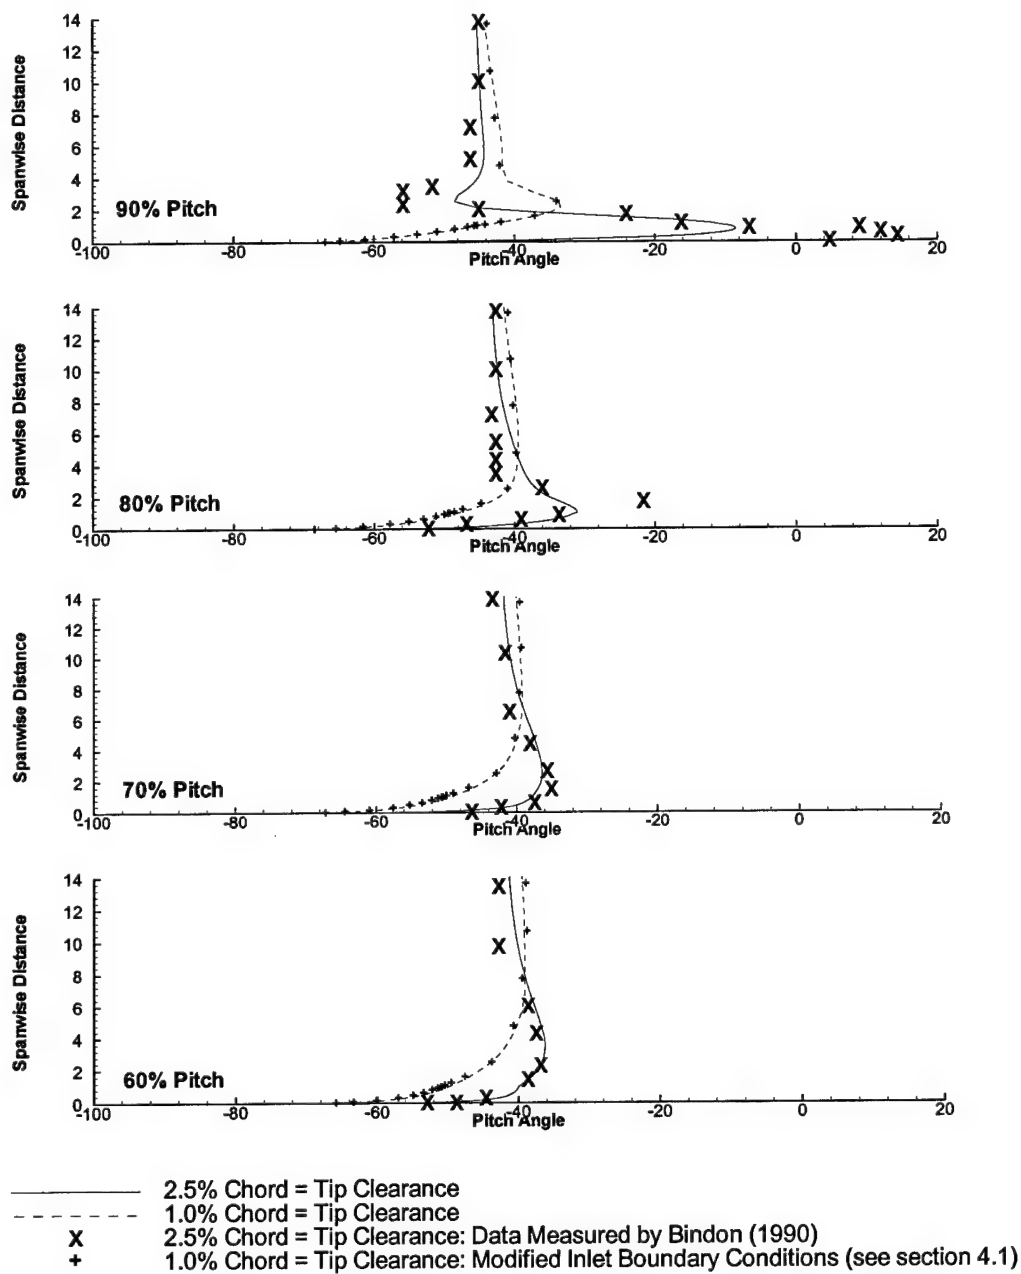 14
12
10
8
6
4
2
0
Spanwise Distance
90% Pitch
-100 -80 -60 -40 -20 0 20
Pitch Angle
14
12
10
8
6
4
2
0
Spanwise Distance
80% Pitch
-100 -80 -60 -40 -20 0 20
Pitch Angle
14
12
10
8
6
4
2
0
Spanwise Distance
70% Pitch
-100 -80 -60 -40 -20 0 20
Pitch Angle
14
12
10
8
6
4
2
0
Spanwise Distance
60% Pitch
-100 -80 -60 -40 -20 0 20
Pitch Angle
2.5% Chord = Tip Clearance
1.0% Chord = Tip Clearance
X 2.5% Chord = Tip Clearance: Data Measured by Bindon (1990)
+ 1.0% Chord = Tip Clearance: Modified Inlet Boundary Conditions (see section 4.1)